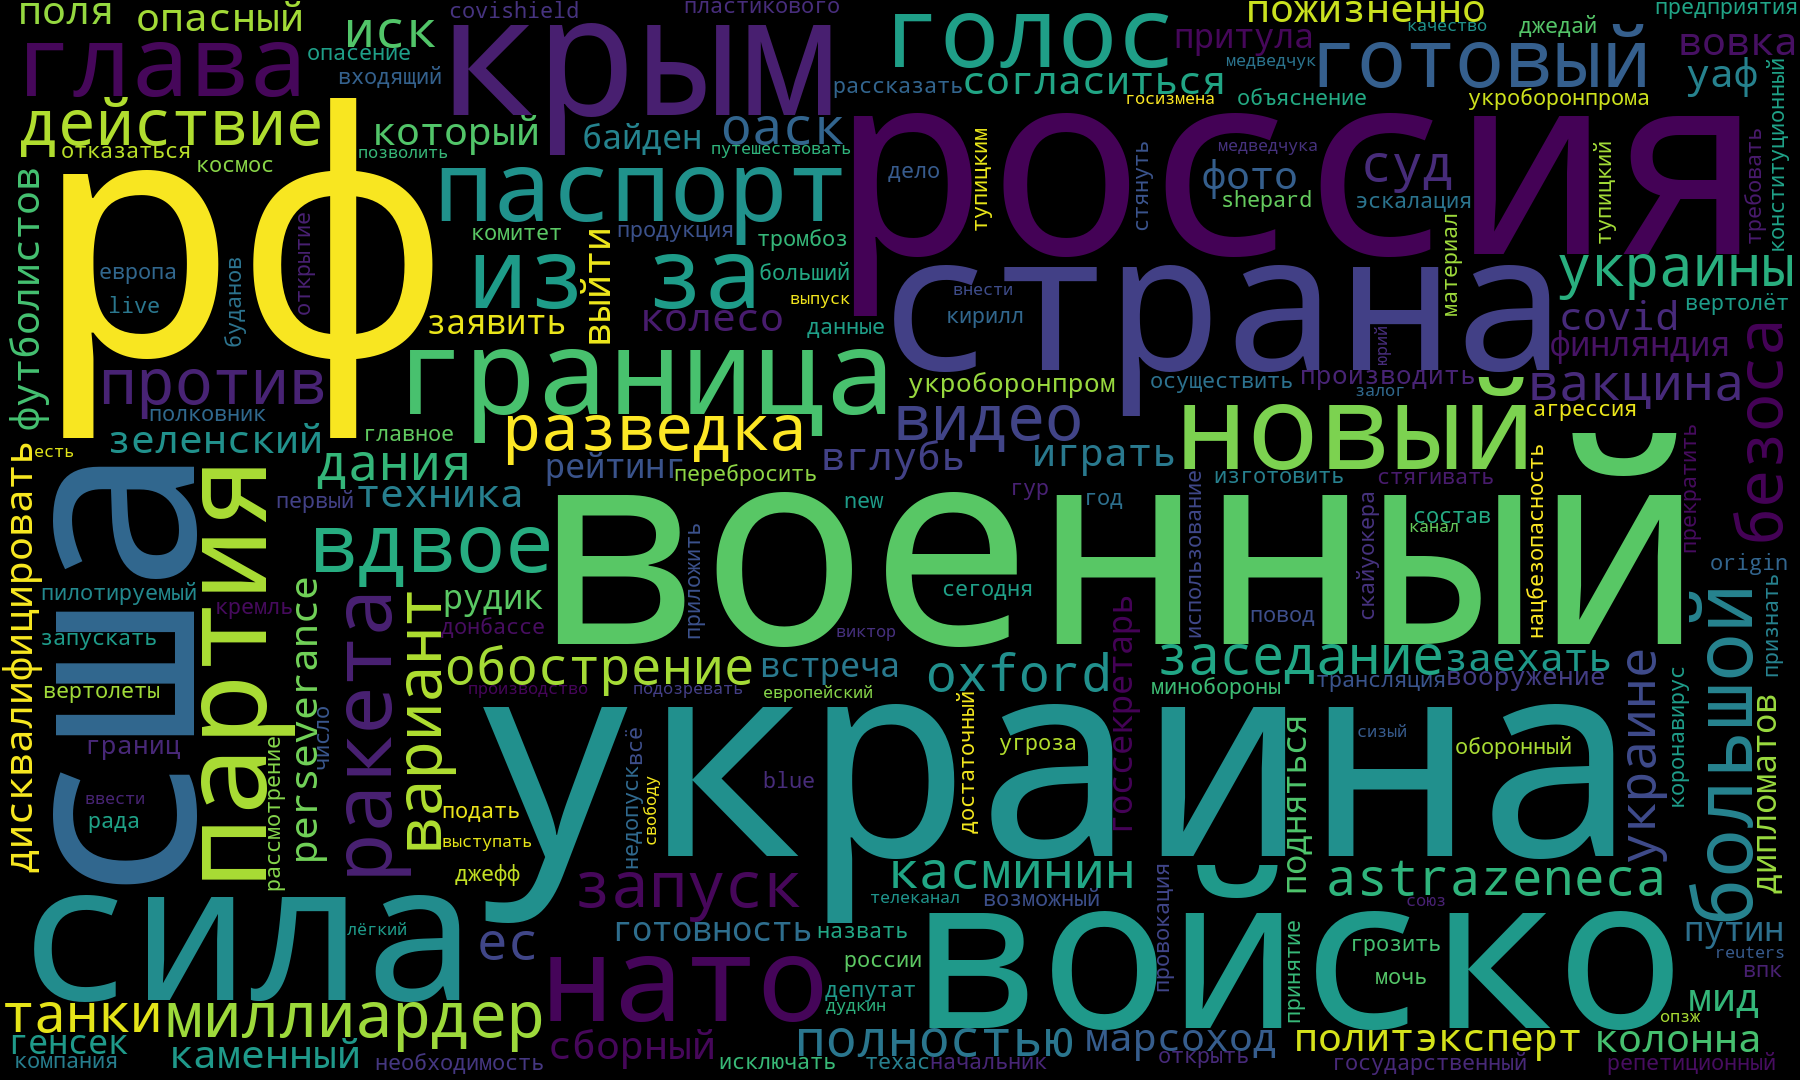 поля
опасный
covishield
пластикового
голос
пожизненно
качество
джедай
предприятия
глава
иск
опасение
входящий
крым
притула
медведчук
готовый
вовка
уаф
рассказать
согласиться
госизмена
объяснение
укроборонпрома
конституционный
действие
который
байден
оаск
отказаться
космос
позволить
путешествовать
россия
медведчука
тупицким
стянуть
дело
фото
суд
тупицкий
требовать
shepard
эскалация
рф
паспорт
комитет
продукция
тромбоз
футболистов
европа
live
буданов
открытие
из за
выйти
больший
выпуск
внести
кирилл
страна
материал
украины
вертолёт
заявить
колесо
данные
covid
финляндия
юрий
безоса
против
граница
укроборонпром
осуществить
производить
залог
вакцина
полковник
зеленский
главное
разведка
видео
новый
агрессия
есть
дания
рейтинг
перебросить
вглубь
играть
изготовить
стягивать
нацбезопасность
прекратить
дисквалифицировать
сша
партия
первый
техника
new
гур
год
использование
скайуокера
состав
канал
вдвое
военный
приложить
сегодня
origin
пилотируемый
кремль
perseverance
ракета
вариант
рудик
донбассе
виктор
повод
признать
большой
запускать
обострение
встреча
oxford
госсекретарь
заседание
заехать
вертолеты
производство
подозревать
европейский
минобороны
трансляция
вооружение
украине
коронавирус
дипломатов
границ
число
рассмотрение
украина
достаточный
угроза
подняться
сизый
оборонный
ввести
рада
подать
выступать
недопуск
всё
свободу
blue
джефф
запуск
касминин
astrazeneca
сила
лёгкий
ес
готовность
назвать
телеканал
возможный
провокация
войско
союз
путин
reuters
нато
россии
депутат
дудкин
принятие
грозить
мочь
впк
мид
опзж
танки
миллиардер
генсек
компания
каменный
необходимость
сборный
исключать
полностью
техас
начальник
марсоход
открыть
политэксперт
государственный
колонна
репетиционный